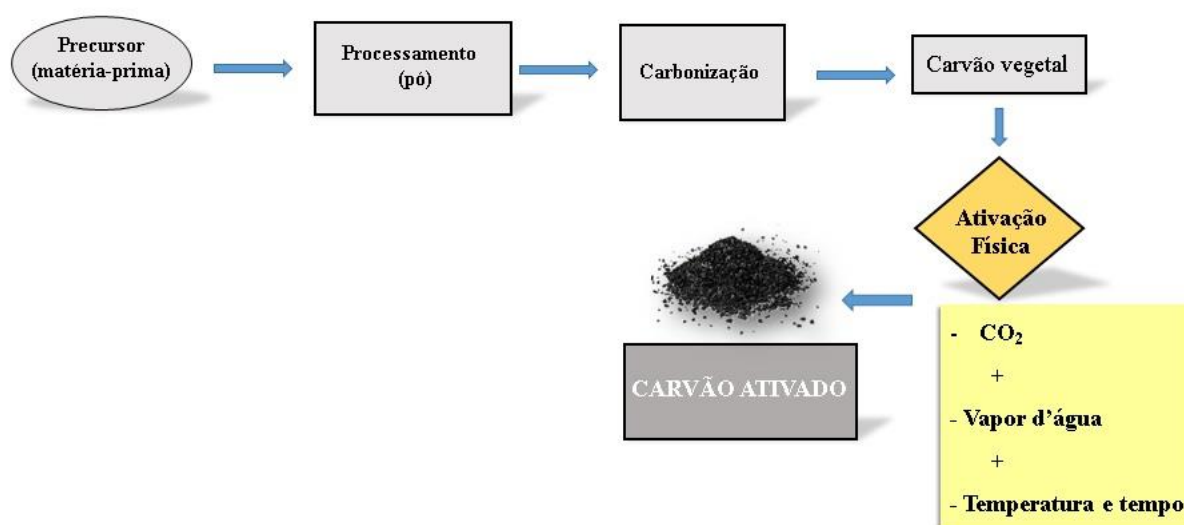 Precursor
(matéria-prima)
Processamento
(pó)
Carbonização
Carvão vegetal
Ativação
Física
CARVÃO ATIVADO
- CO₂
+
- Vapor d’água
+
- Temperatura e tempo